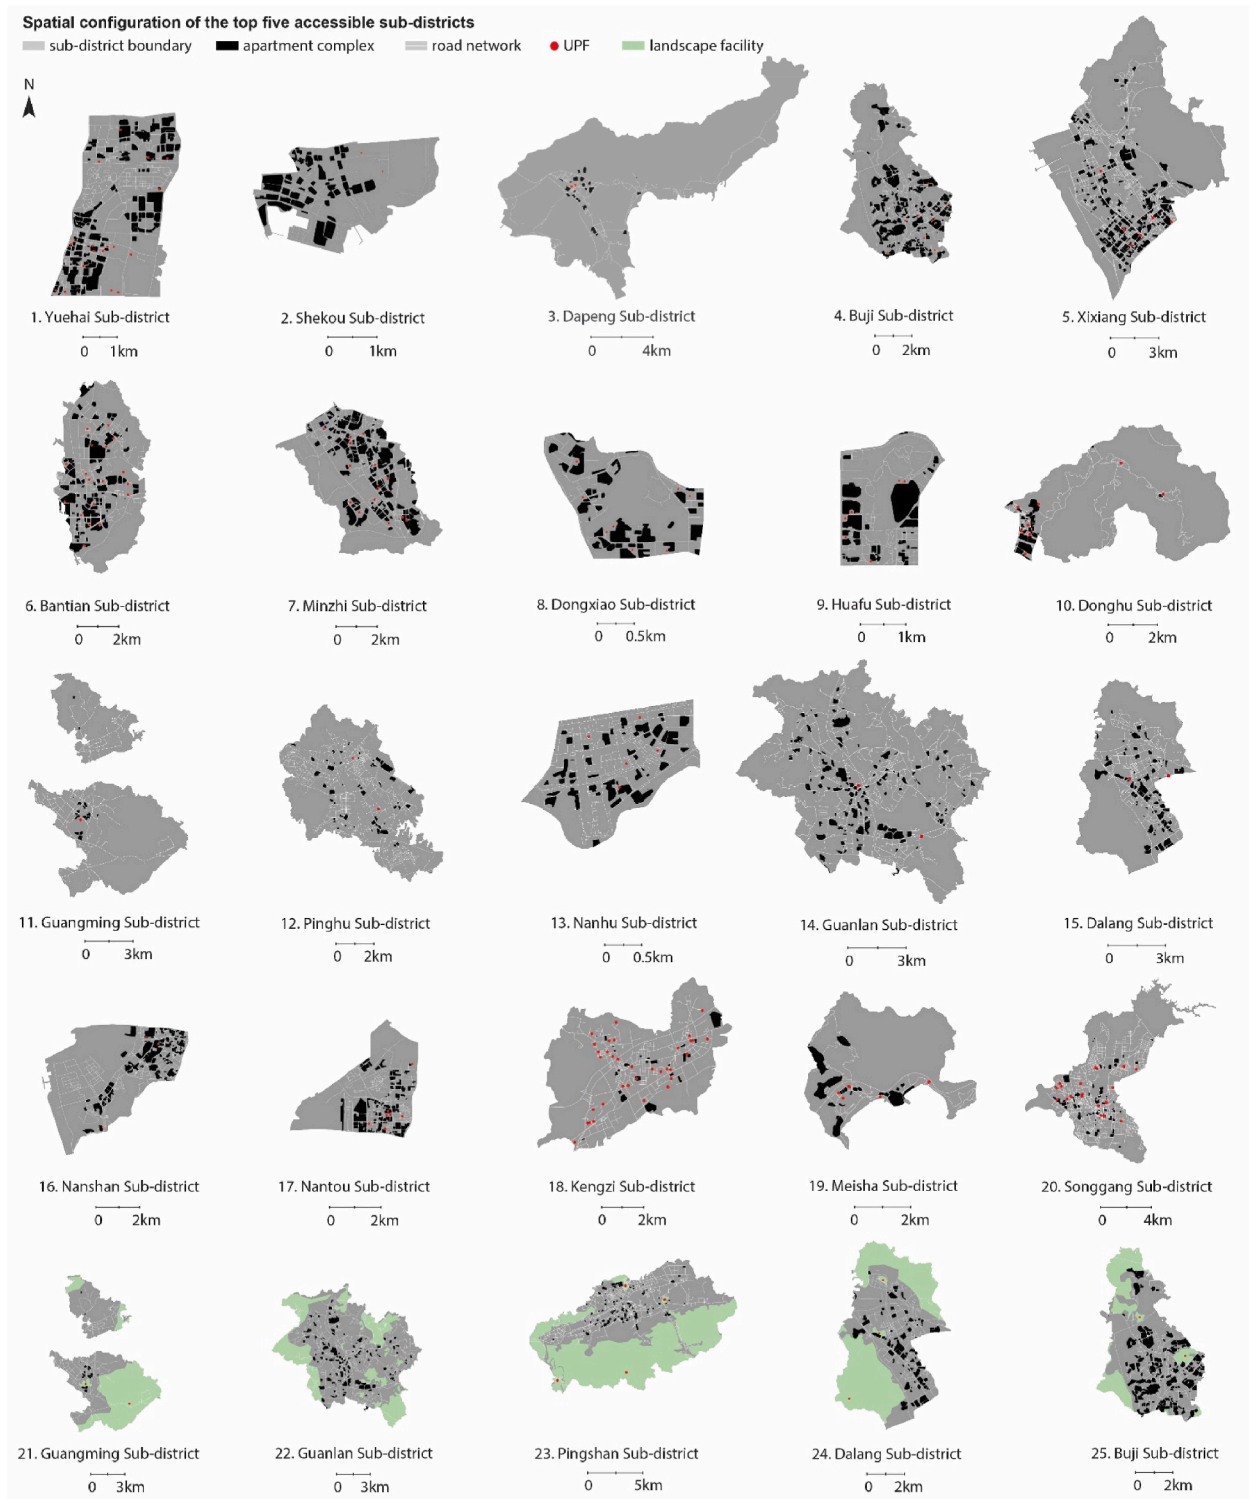 Spatial configuration of the top five accessible sub-districts
sub-district boundary apartment complex road network UPF landscape facility
N
1. Yuehai Sub-district 2. Shekou Sub-district 3. Dapeng Sub-district 4. Buji Sub-district 5. Xixiang Sub-district
0 1km 0 1km 0 4km 0 2km 0 3km
6. Bantian Sub-district 7. Minzhi Sub-district 8. Dongxiao Sub-district 9. Huafu Sub-district 10. Donghu Sub-district
0 2km 0 2km 0 0.5km 0 1km 0 2km
11. Guangming Sub-district 12. Pinghu Sub-district 13. Nanhu Sub-district 14. Guanlan Sub-district 15. Dalang Sub-district
0 3km 0 2km 0 0.5km 0 3km 0 3km
16. Nanshan Sub-district 17. Nantou Sub-district 18. Kengzi Sub-district 19. Meisha Sub-district 20. Songgang Sub-district
0 2km 0 2km 0 2km 0 2km 0 4km
21. Guangming Sub-district 22. Guanlan Sub-district 23. Pingshan Sub-district 24. Dalang Sub-district 25. Buji Sub-district
0 3km 0 3km 0 5km 0 2km 0 2km